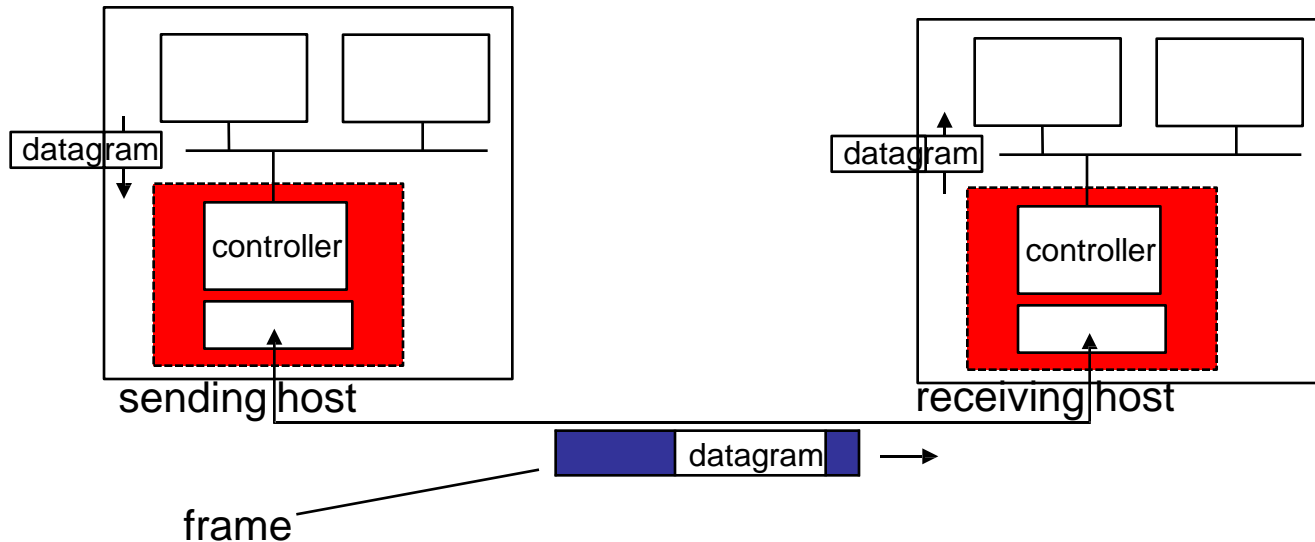 datagram
datagram
controller
controller
sending host
receiving host
datagram
frame